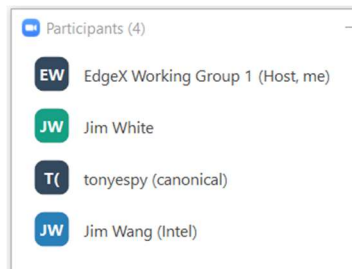 Participants (4)
EW EdgeX Working Group 1 (Host, me)
JW Jim White
T( tonyespy (canonical)
JW Jim Wang (Intel)